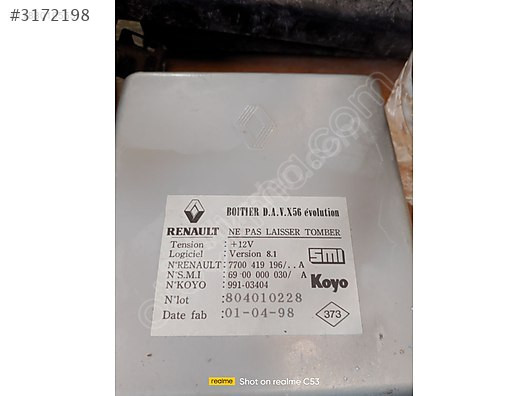 #3172198
BOITIER D.A.V.X56 évolution
RENAULT NE PAS LAISSER TOMBER
Tension : +12V
Logiciel : Version 8.1
SMI
N'RENAULT: 7700 419 196/.. A
N'S.M.I : 69 00 000 030/ A
N'KOYO : 991-03404
Koyo
N'lot : 804010228
Date fab : 01-04-98
373
realme Shot on realme C53